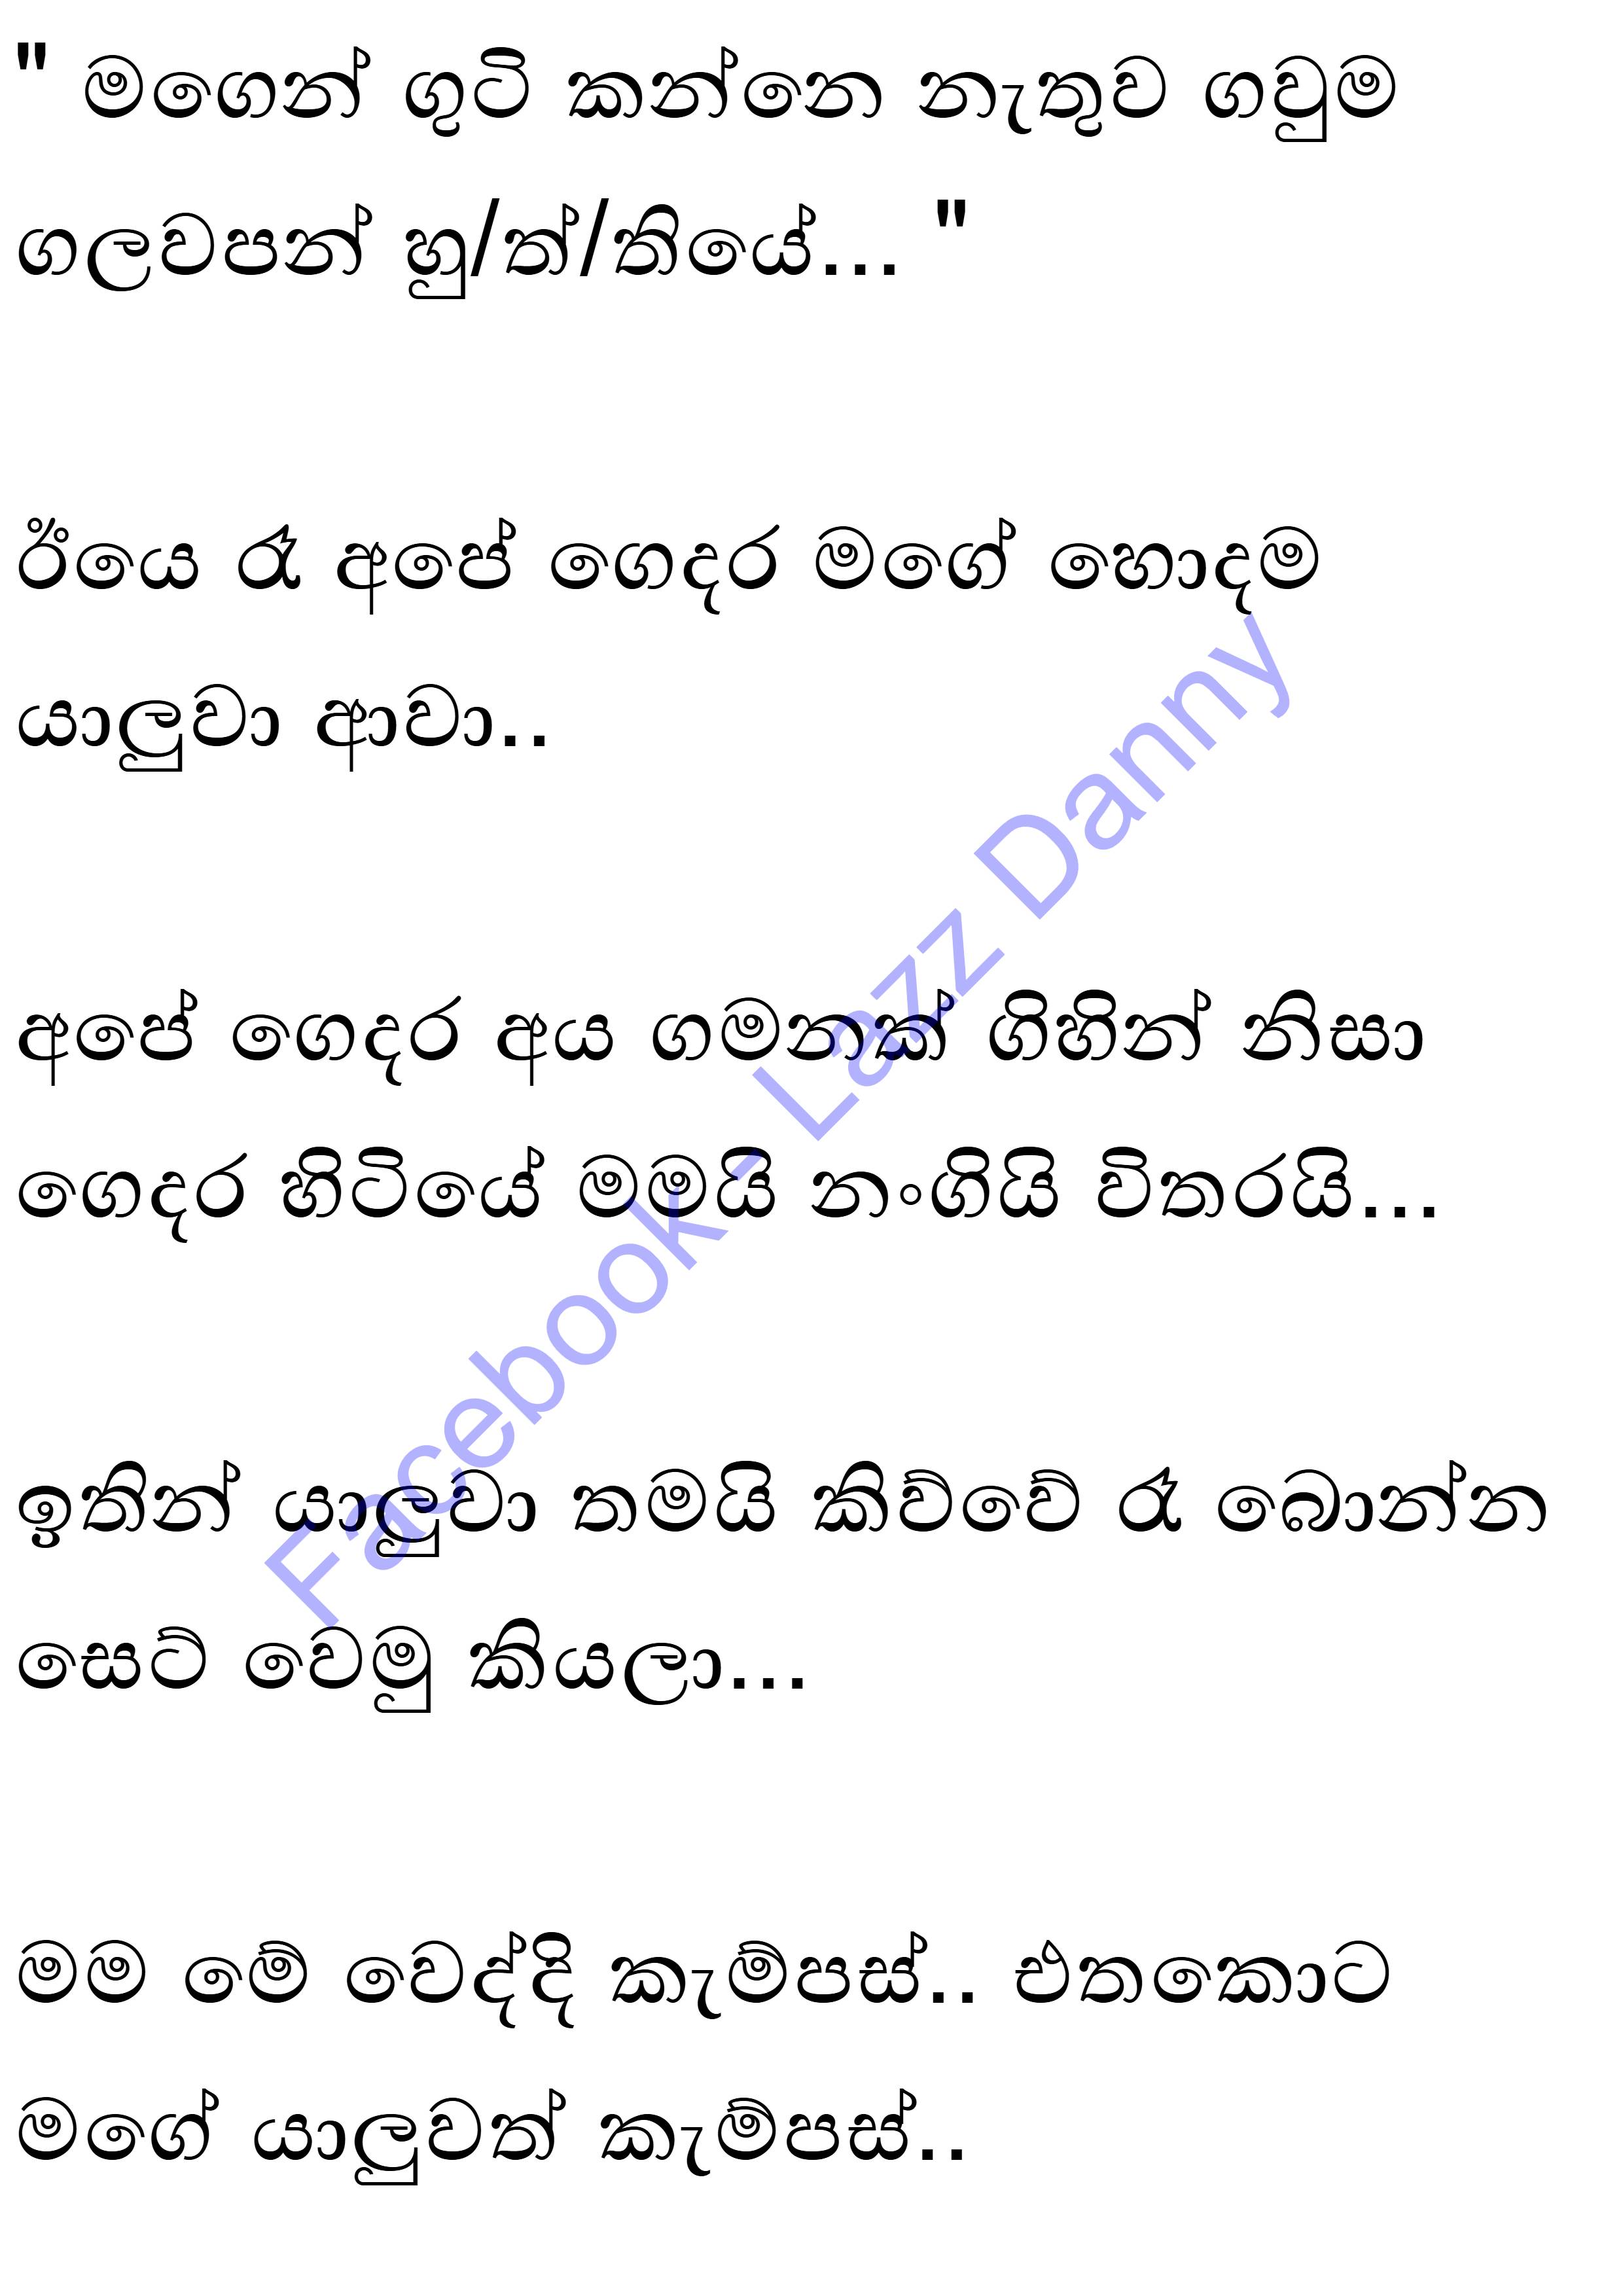 " මගෙන් ගුටි කන්නෙ නැතුව ගවුම
ගලවපන් හු/ත්/තියේ... "
ඊයෙ රෑ අපේ ගෙදර මගේ හොදම
යාලුවා ආවා..
අපේ ගෙදර අය ගමනක් ගිහින් නිසා
ගෙදර හිටියේ මමයි නංගියි විතරයි...
ඉතින් යාලුවා තමයි කිව්වේ රෑ බොන්න
සෙට් වෙමු කියලා...
මම මේ වෙද්දි කැම්පස්.. එතකොට
මගේ යාලුවත් කැම්පස්..
Facebook - Lazz Danny